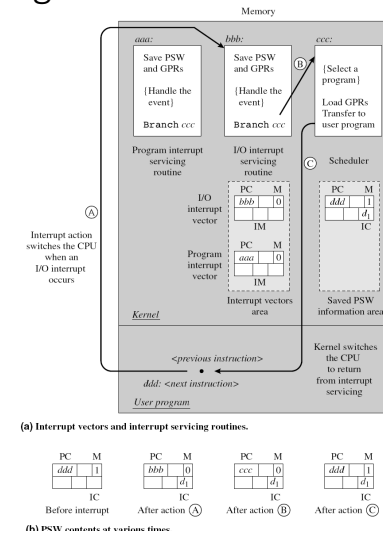 Memory
aaa:
Save PSW
and GPRs
{Handle the
event}
Branch ccc
Program interrupt
servicing
routine
bbb:
Save PSW
and GPRs
{Handle the
event}
Branch ccc
I/O interrupt
servicing
routine
B
ccc:
{Select a
program}
Load GPRs
Transfer to
user program
C
Scheduler
A
Interrupt action
switches the CPU
when an
I/O interrupt
occurs
I/O
interrupt
vector
PC M
bbb 0
IM
Program
interrupt
vector
PC M
aaa 0
IM
Interrupt vectors
area
PC M
ddd 1
d1
IC
Saved PSW
information area
Kernel
<previous instruction>
ddd: <next instruction>
User program
Kernel switches
the CPU
to return
from interrupt
servicing
(a) Interrupt vectors and interrupt servicing routines.
PC M
ddd 1
IC
Before interrupt
PC M
bbb 0
d1
IC
After action A
PC M
ccc 0
d1
IC
After action B
PC M
ddd 1
d1
IC
After action C
(b) PSW contents at various times